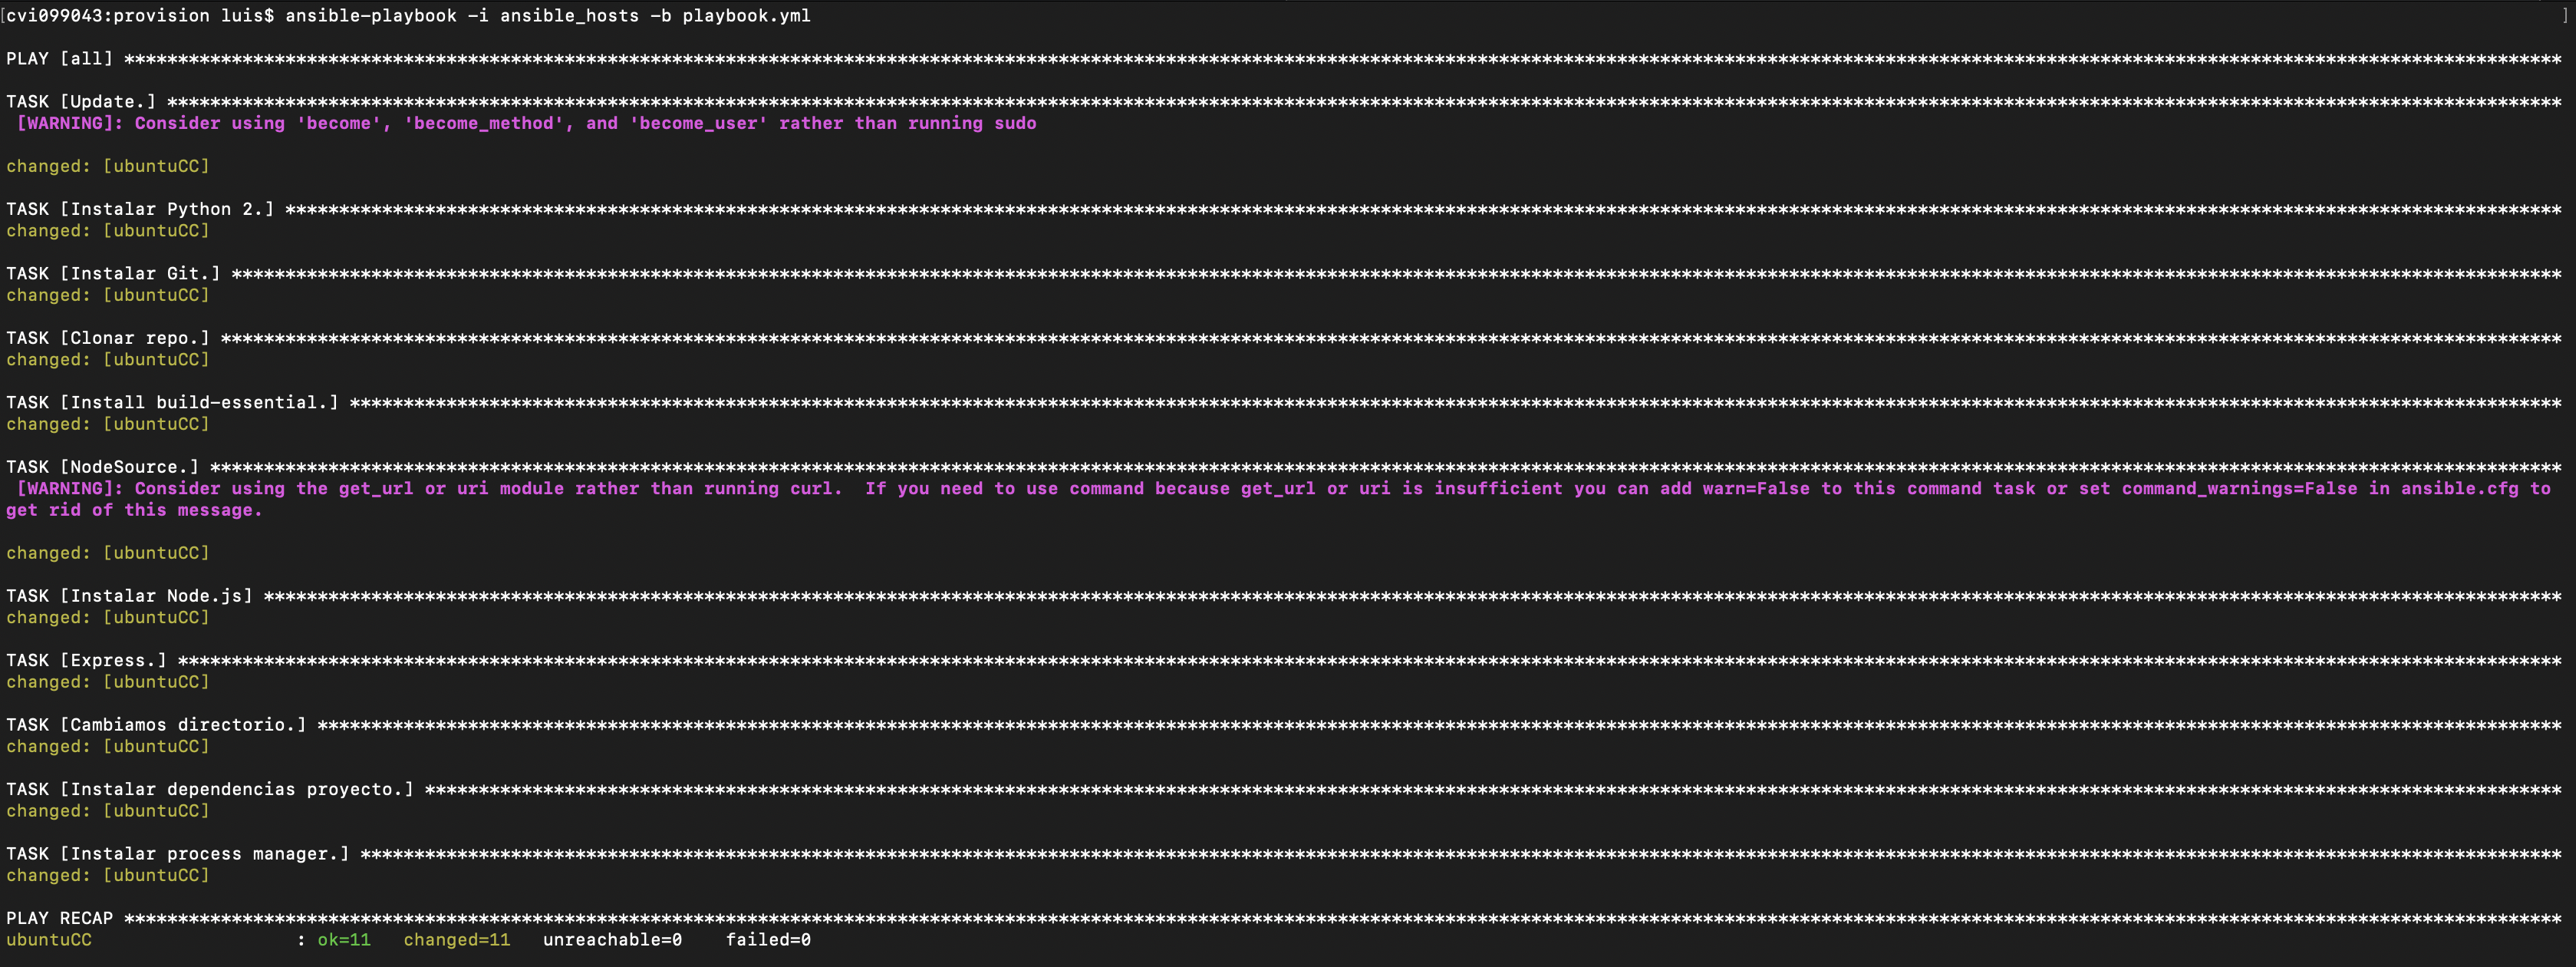 [cvi099043:provision luis$ ansible-playbook -i ansible_hosts -b playbook.yml ]
PLAY [all] ****************************************************************************************************************************************************************************************************************************
TASK [Update.] ****************************************************************************************************************************************************************************************************************************
 [WARNING]: Consider using 'become', 'become_method', and 'become_user' rather than running sudo
changed: [ubuntuCC]
TASK [Instalar Python 2.] ****************************************************************************************************************************************************************************************************************
changed: [ubuntuCC]
TASK [Instalar Git.] *********************************************************************************************************************************************************************************************************************
changed: [ubuntuCC]
TASK [Clonar repo.] **********************************************************************************************************************************************************************************************************************
changed: [ubuntuCC]
TASK [Install build-essential.] **********************************************************************************************************************************************************************************************************
changed: [ubuntuCC]
TASK [NodeSource.] ***********************************************************************************************************************************************************************************************************************
 [WARNING]: Consider using the get_url or uri module rather than running curl.  If you need to use command because get_url or uri is insufficient you can add warn=False to this command task or set command_warnings=False in ansible.cfg to
get rid of this message.
changed: [ubuntuCC]
TASK [Instalar Node.js] ******************************************************************************************************************************************************************************************************************
changed: [ubuntuCC]
TASK [Express.] **************************************************************************************************************************************************************************************************************************
changed: [ubuntuCC]
TASK [Cambiamos directorio.] *************************************************************************************************************************************************************************************************************
changed: [ubuntuCC]
TASK [Instalar dependencias proyecto.] ***************************************************************************************************************************************************************************************************
changed: [ubuntuCC]
TASK [Instalar process manager.] *********************************************************************************************************************************************************************************************************
changed: [ubuntuCC]
PLAY RECAP *******************************************************************************************************************************************************************************************************************************
ubuntuCC                   : ok=11   changed=11   unreachable=0    failed=0